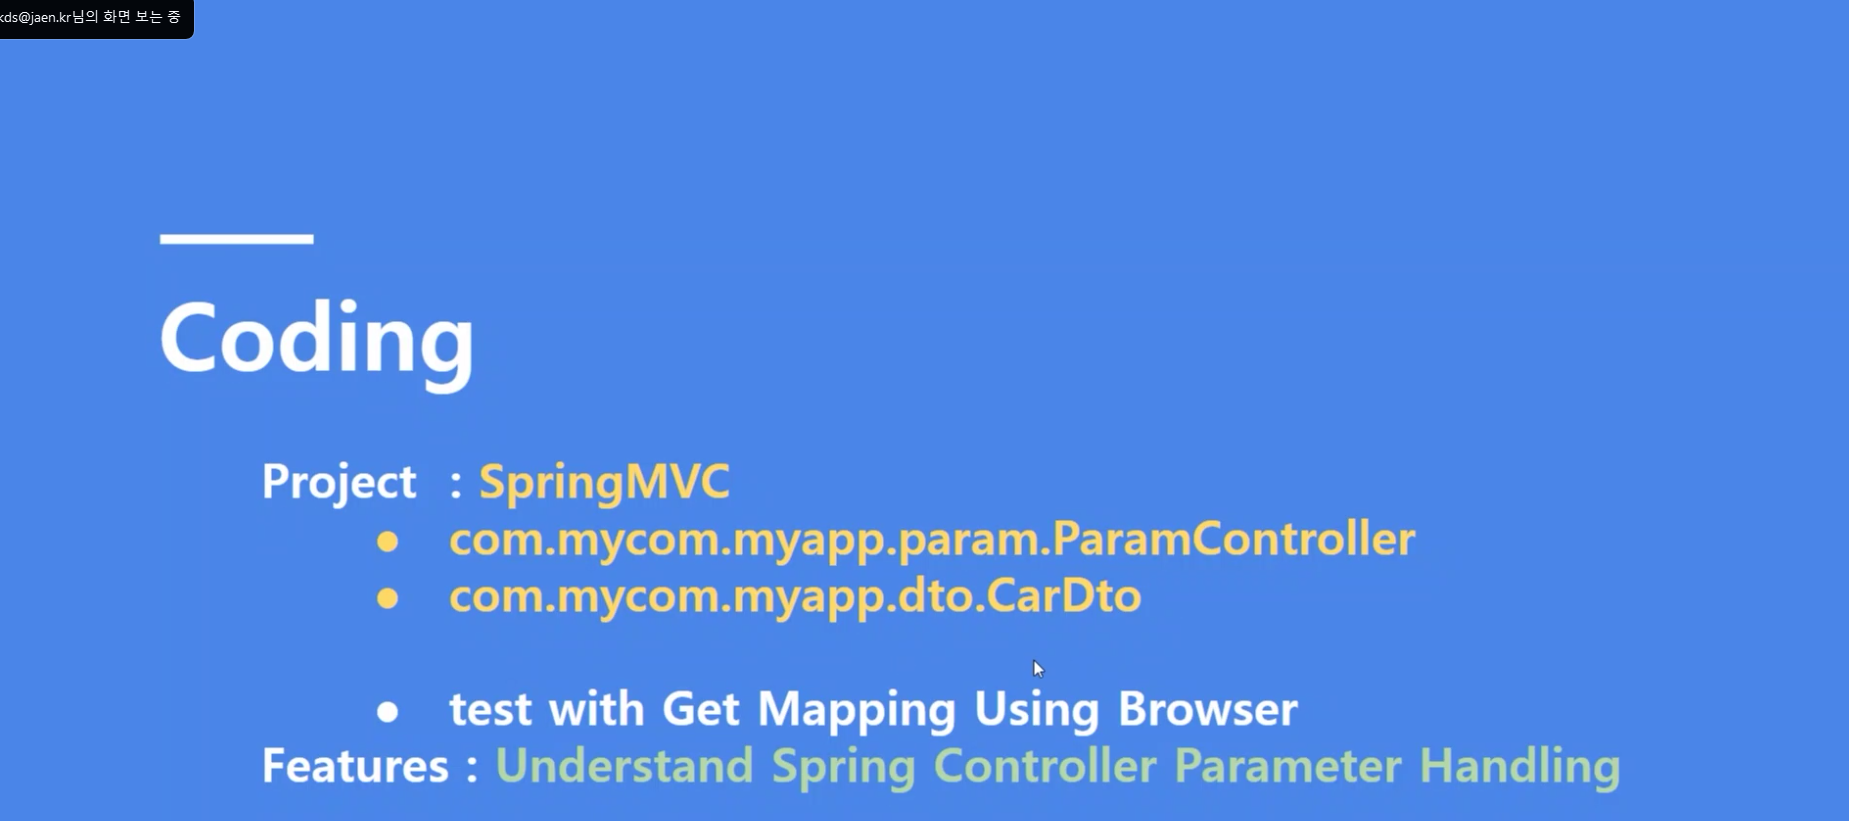 kds@jaen.kr님의 화면 보는 중
Coding
Project : SpringMVC
● com.mycom.myapp.param.ParamController
● com.mycom.myapp.dto.CarDto
● test with Get Mapping Using Browser
Features : Understand Spring Controller Parameter Handling